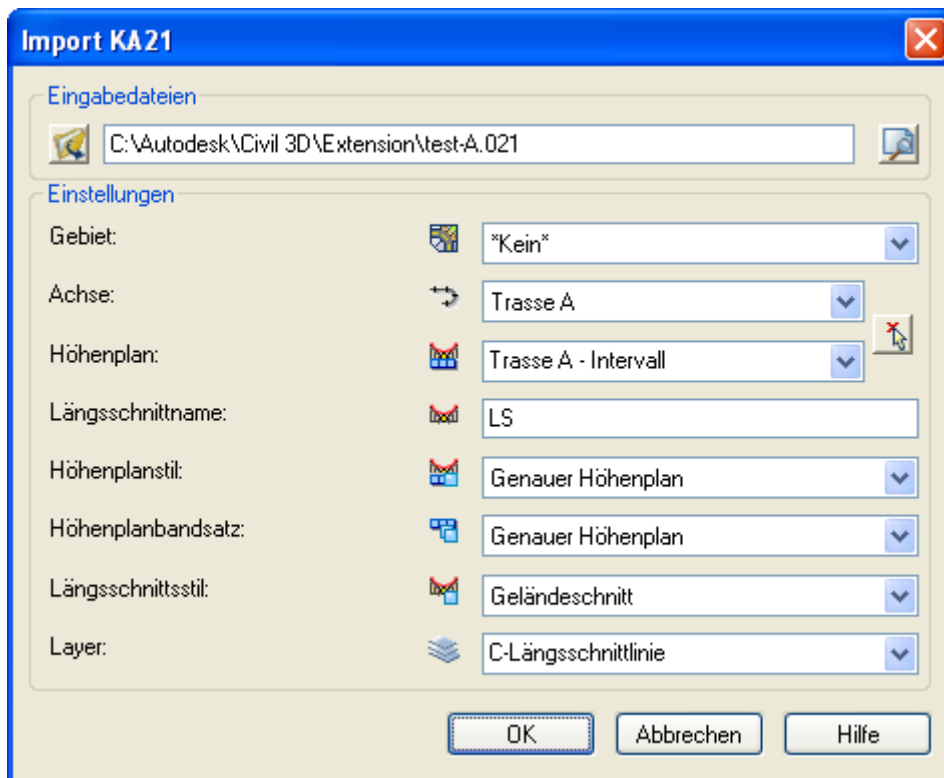 Import KA21
Eingabedateien
C:\Autodesk\Civil 3D\Extension\test-A.021
Einstellungen
Gebiet: *Kein*
Achse: Trasse A
Höhenplan: Trasse A - Intervall
Längsschnittname: LS
Höhenplanstil: Genauer Höhenplan
Höhenplanbandsatz: Genauer Höhenplan
Längsschnittsstil: Geländeschnitt
Layer: C-Längsschnittlinie
OK Abbrechen Hilfe